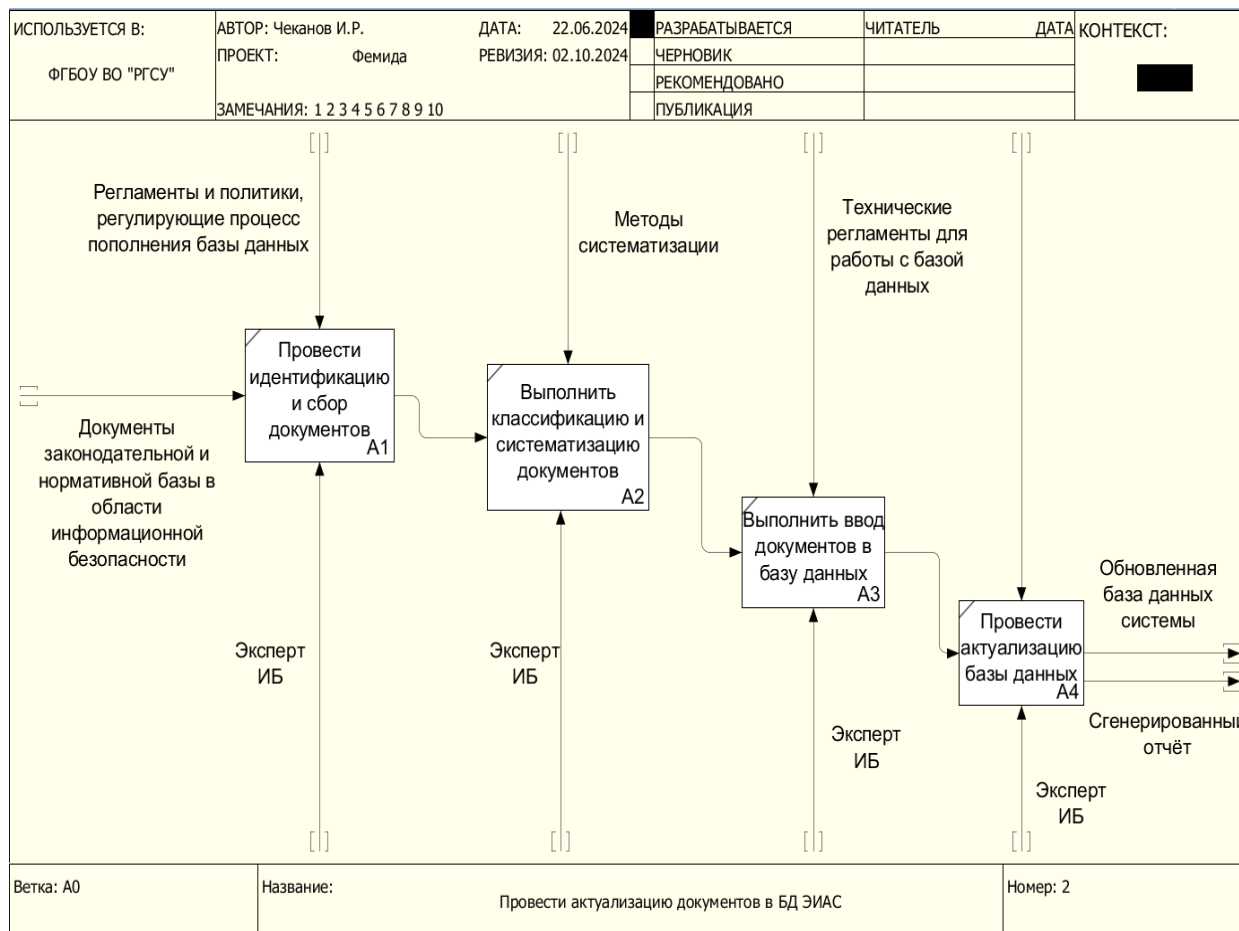 ИСПОЛЬЗУЕТСЯ В:
ФГБОУ ВО "РГСУ"
АВТОР: Чеканов И.Р.
ДАТА: 22.06.2024
ПРОЕКТ: Фемида
РЕВИЗИЯ: 02.10.2024
ЗАМЕЧАНИЯ: 1 2 3 4 5 6 7 8 9 10
РАЗРАБАТЫВАЕТСЯ
ЧЕРНОВИК
РЕКОМЕНДОВАНО
ПУБЛИКАЦИЯ
ЧИТАТЕЛЬ
ДАТА
КОНТЕКСТ:
Регламенты и политики,
регулирующие процесс
пополнения базы данных
Методы
систематизации
Технические
регламенты для
работы с базой
данных
Провести
идентификацию
и сбор
документов
A1
Документы
законодательной и
нормативной базы в
области
информационной
безопасности
Выполнить
классификацию и
систематизацию
документов
A2
Выполнить ввод
документов в
базу данных
A3
Провести
актуализацию
базы данных
A4
Обновленная
база данных
системы
Сгенерированный
отчёт
Эксперт
ИБ
Эксперт
ИБ
Эксперт
ИБ
Эксперт
ИБ
Ветка: A0
Название:
Провести актуализацию документов в БД ЭИАС
Номер: 2